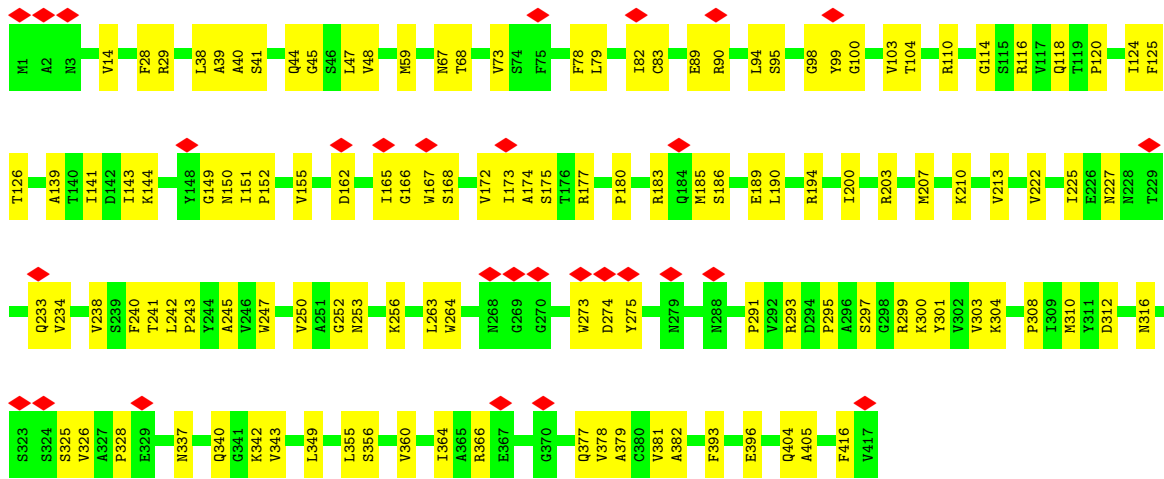 M1 A2 N3 V14 F28 R29 L38 A39 A40 S41 Q44 G45 S46 L47 V48 M59 N67 T68 V73 S74 F75 F78 L79 I82 C83 E89 R90 L94 S95 G98 Y99 G100 V103 T104 R110 G114 S115 R116 V117 Q118 T119 P120 I124 F125
T126 A139 T140 I141 D142 I143 K144 Y148 G149 N150 I151 P152 V155 D162 I165 G166 W167 S168 V172 I173 A174 S175 T176 R177 P180 R183 Q184 M185 S186 E189 L190 R194 I200 R203 M207 K210 V213 V222 I225 E226 N227 N228 T229
Q233 V234 V238 S239 F240 T241 L242 P243 Y244 A245 V246 W247 V250 A251 G252 N253 K256 L263 W264 N268 G269 G270 W273 D274 Y275 N279 N288 P291 V292 R293 D294 P295 A296 S297 G298 R299 K300 Y301 V302 V303 K304 P308 I309 M310 Y311 D312 N316
S323 S324 S325 V326 A327 P328 E329 N337 Q340 G341 K342 V343 L349 L355 S356 V360 I364 A365 R366 E367 G370 Q377 V378 A379 C380 V381 A382 F393 E396 Q404 A405 F416 V417